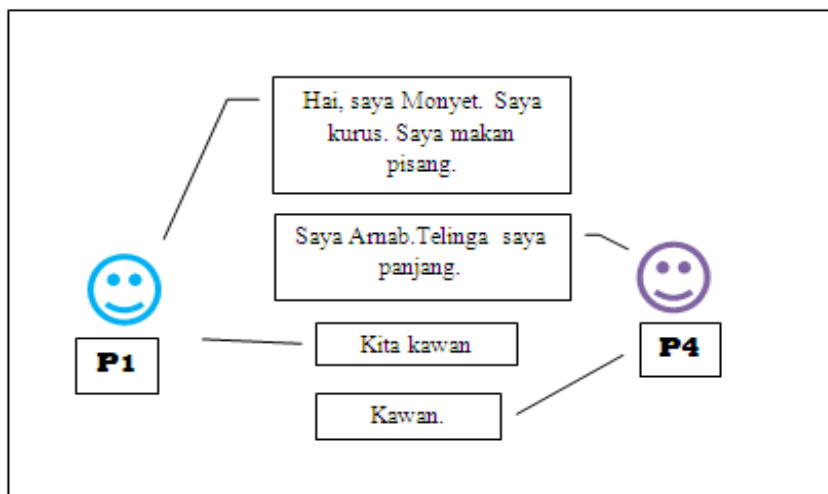 Hai, saya Monyet. Saya
kurus. Saya makan
pisang.
Saya Arnab.Telinga saya
panjang.
Kita kawan
P1
P4
Kawan.